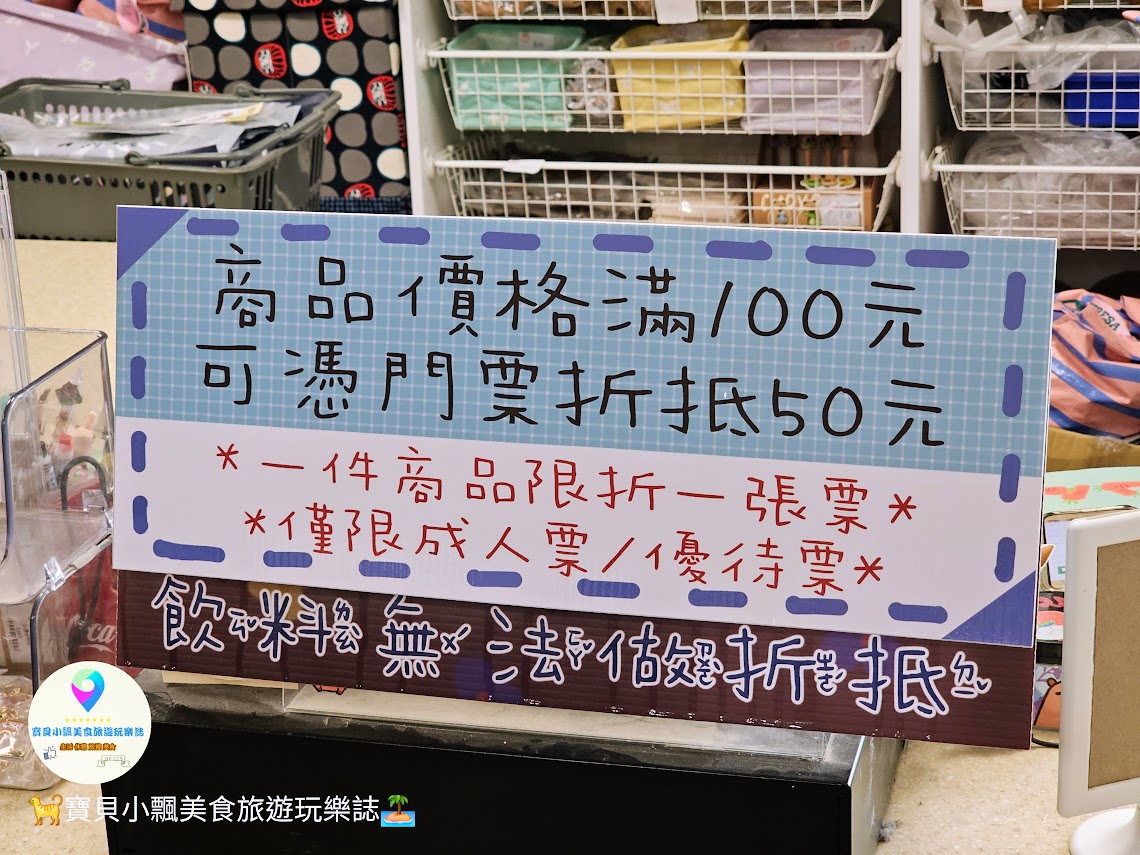 商品價格滿100元
可憑門票折抵50元
*一件商品限折一張票*
*僅限成人票/優待票*
飲料無法做折抵
寶貝小飄美食旅遊玩樂誌
寶貝小飄美食旅遊玩樂誌